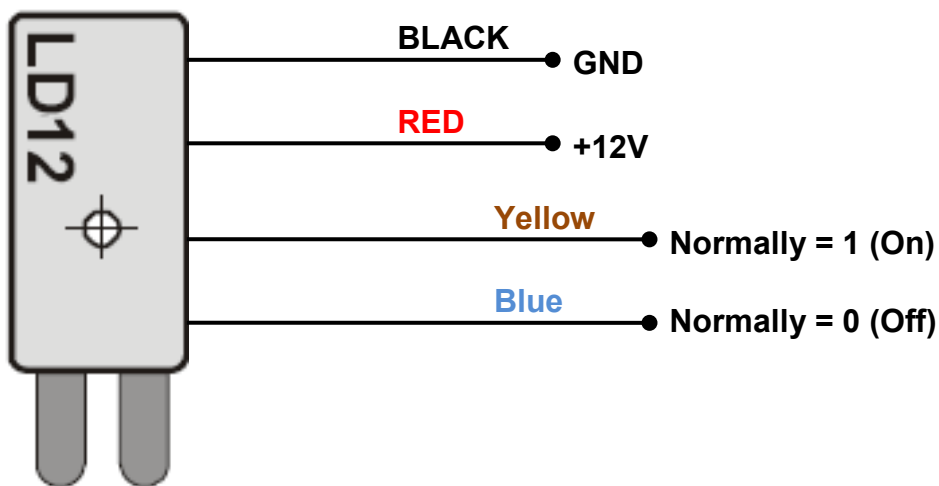 LD12
BLACK
GND
RED
+12V
Yellow
Normally = 1 (On)
Blue
Normally = 0 (Off)